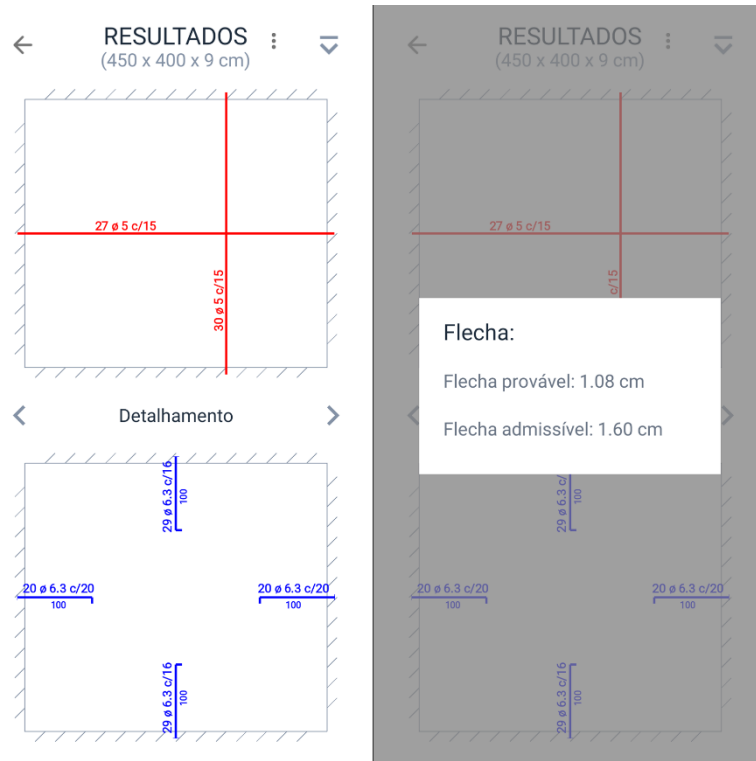 RESULTADOS
(450 x 400 x 9 cm)
27 ø 5 c/15
30 ø 5 c/15
Detalhamento
29 ø 6.3 c/16
100
20 ø 6.3 c/20
100
20 ø 6.3 c/20
100
29 ø 6.3 c/16
100
RESULTADOS
(450 x 400 x 9 cm)
27 ø 5 c/15
c/15
Flecha:
Flecha provável: 1.08 cm
Flecha admissível: 1.60 cm
29 ø 6.3 c/
100
20 ø 6.3 c/20
100
20 ø 6.3 c/20
100
29 ø 6.3 c/16
100